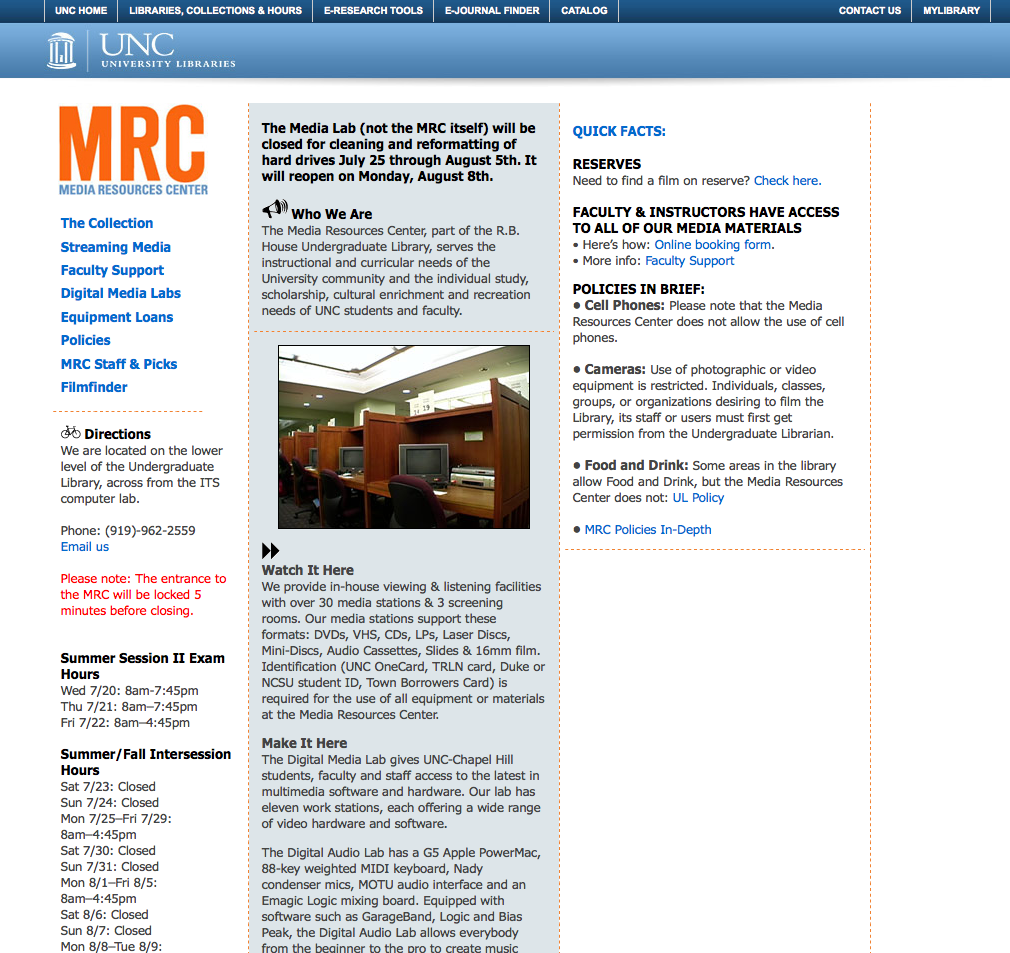 UNC HOME
LIBRARIES, COLLECTIONS & HOURS
E-RESEARCH TOOLS
E-JOURNAL FINDER
CATALOG
CONTACT US
MYLIBRARY
UNC
UNIVERSITY LIBRARIES
MRC
MEDIA RESOURCES CENTER
The Collection
Streaming Media
Faculty Support
Digital Media Labs
Equipment Loans
Policies
MRC Staff & Picks
Filmfinder
Directions
We are located on the lower
level of the Undergraduate
Library, across from the ITS
computer lab.
Phone: (919)-962-2559
Email us
Please note: The entrance to
the MRC will be locked 5
minutes before closing.
Summer Session II Exam
Hours
Wed 7/20: 8am-7:45pm
Thu 7/21: 8am–7:45pm
Fri 7/22: 8am–4:45pm
Summer/Fall Intersession
Hours
Sat 7/23: Closed
Sun 7/24: Closed
Mon 7/25–Fri 7/29:
8am–4:45pm
Sat 7/30: Closed
Sun 7/31: Closed
Mon 8/1–Fri 8/5:
8am–4:45pm
Sat 8/6: Closed
Sun 8/7: Closed
Mon 8/8–Tue 8/9:
The Media Lab (not the MRC itself) will be
closed for cleaning and reformatting of
hard drives July 25 through August 5th. It
will reopen on Monday, August 8th.
Who We Are
The Media Resources Center, part of the R.B.
House Undergraduate Library, serves the
instructional and curricular needs of the
University community and the individual study,
scholarship, cultural enrichment and recreation
needs of UNC students and faculty.
19
Watch It Here
We provide in-house viewing & listening facilities
with over 30 media stations & 3 screening
rooms. Our media stations support these
formats: DVDs, VHS, CDs, LPs, Laser Discs,
Mini-Discs, Audio Cassettes, Slides & 16mm film.
Identification (UNC OneCard, TRLN card, Duke or
NCSU student ID, Town Borrowers Card) is
required for the use of all equipment or materials
at the Media Resources Center.
Make It Here
The Digital Media Lab gives UNC-Chapel Hill
students, faculty and staff access to the latest in
multimedia software and hardware. Our lab has
eleven work stations, each offering a wide range
of video hardware and software.
The Digital Audio Lab has a G5 Apple PowerMac,
88-key weighted MIDI keyboard, Nady
condenser mics, MOTU audio interface and an
Emagic Logic mixing board. Equipped with
software such as GarageBand, Logic and Bias
Peak, the Digital Audio Lab allows everybody
from the beginner to the pro to create music
QUICK FACTS:
RESERVES
Need to find a film on reserve? Check here.
FACULTY & INSTRUCTORS HAVE ACCESS
TO ALL OF OUR MEDIA MATERIALS
• Here’s how: Online booking form.
• More info: Faculty Support
POLICIES IN BRIEF:
• Cell Phones: Please note that the Media
Resources Center does not allow the use of cell
phones.
• Cameras: Use of photographic or video
equipment is restricted. Individuals, classes,
groups, or organizations desiring to film the
Library, its staff or users must first get
permission from the Undergraduate Librarian.
• Food and Drink: Some areas in the library
allow Food and Drink, but the Media Resources
Center does not: UL Policy
• MRC Policies In-Depth